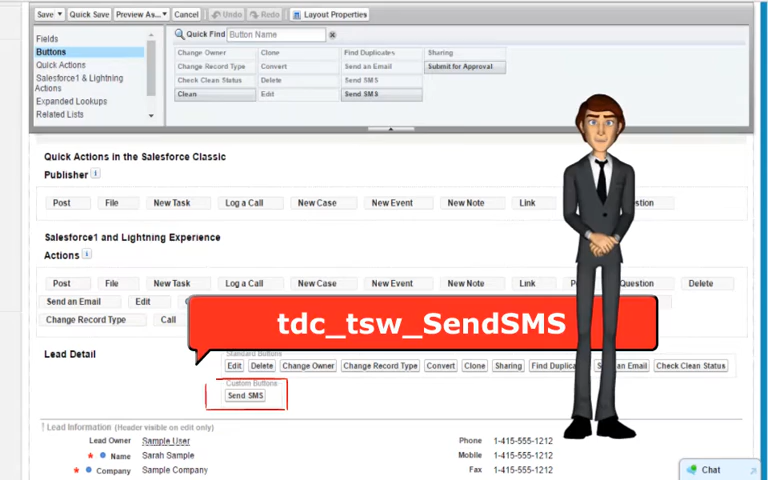 Save Quick Save Preview As... Cancel Undo Redo Layout Properties
Fields
Buttons
Quick Actions
Salesforce1 & Lightning
Actions
Expanded Lookups
Related Lists
Quick Find Button Name
Change Owner Clone Find Duplicates Sharing
Change Record Type Convert Send an Email Submit for Approval
Check Clean Status Delete Send SMS
Clean Edit Send SMS
Quick Actions in the Salesforce Classic
Publisher i
Post File New Task Log a Call New Case New Event New Note Link
Salesforce1 and Lightning Experience
Actions i
Post File New Task Log a Call New Case New Event New Note Link Question Delete
Send an Email Edit
Change Record Type Call
tdc_tsw_SendSMS
Lead Detail
Standard Buttons
Edit Delete Change Owner Change Record Type Convert Clone Sharing Email Check Clean Status
Custom Buttons
Send SMS
Lead Information (Header visible on edit only)
Lead Owner Sample User Phone 1-415-555-1212
* Name Sarah Sample Mobile 1-415-555-1212
* Company Sample Company Fax 1-415-555-1212
Chat